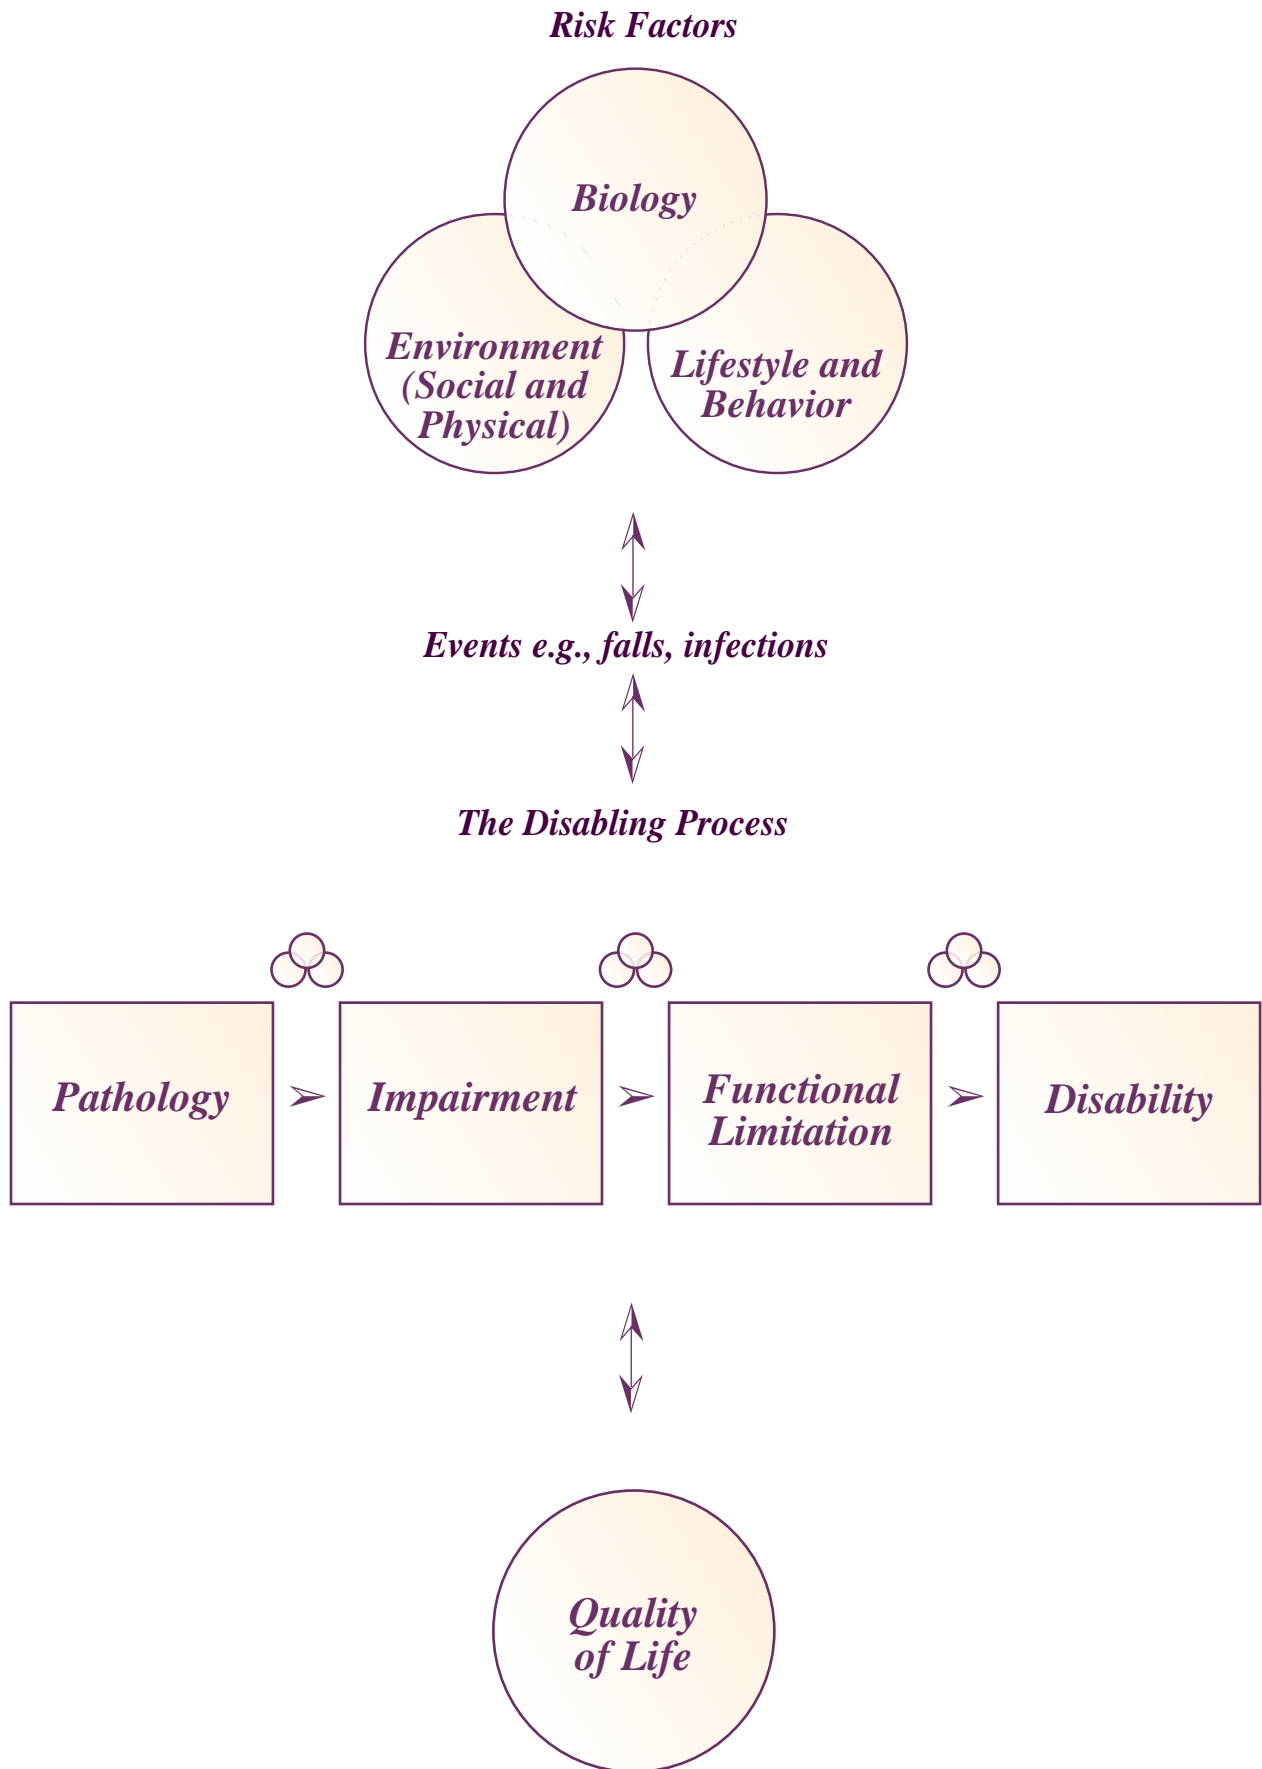 Risk Factors
Biology
Environment
(Social and
Physical)
Lifestyle and
Behavior
Events e.g., falls, infections
The Disabling Process
Pathology
Impairment
Functional
Limitation
Disability
Quality
of Life